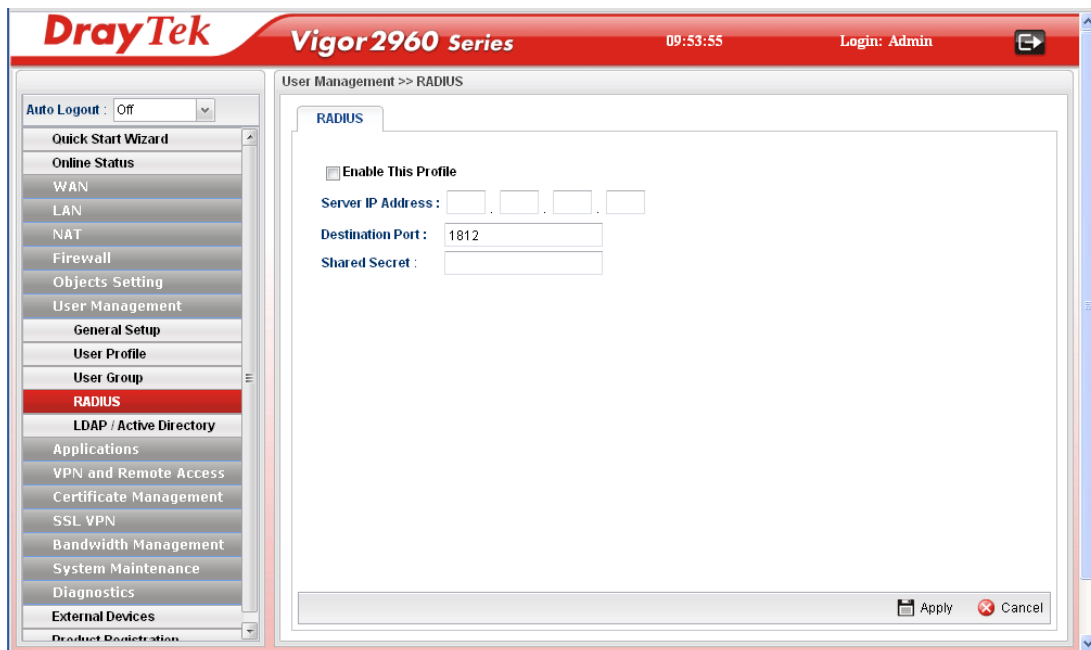 DrayTek
Vigor2960 Series
09:53:55
Login: Admin
Auto Logout : Off
Quick Start Wizard
Online Status
WAN
LAN
NAT
Firewall
Objects Setting
User Management
General Setup
User Profile
User Group
RADIUS
LDAP / Active Directory
Applications
VPN and Remote Access
Certificate Management
SSL VPN
Bandwidth Management
System Maintenance
Diagnostics
External Devices
Product Registration
User Management >> RADIUS
RADIUS
Enable This Profile
Server IP Address : . . .
Destination Port : 1812
Shared Secret :
Apply
Cancel